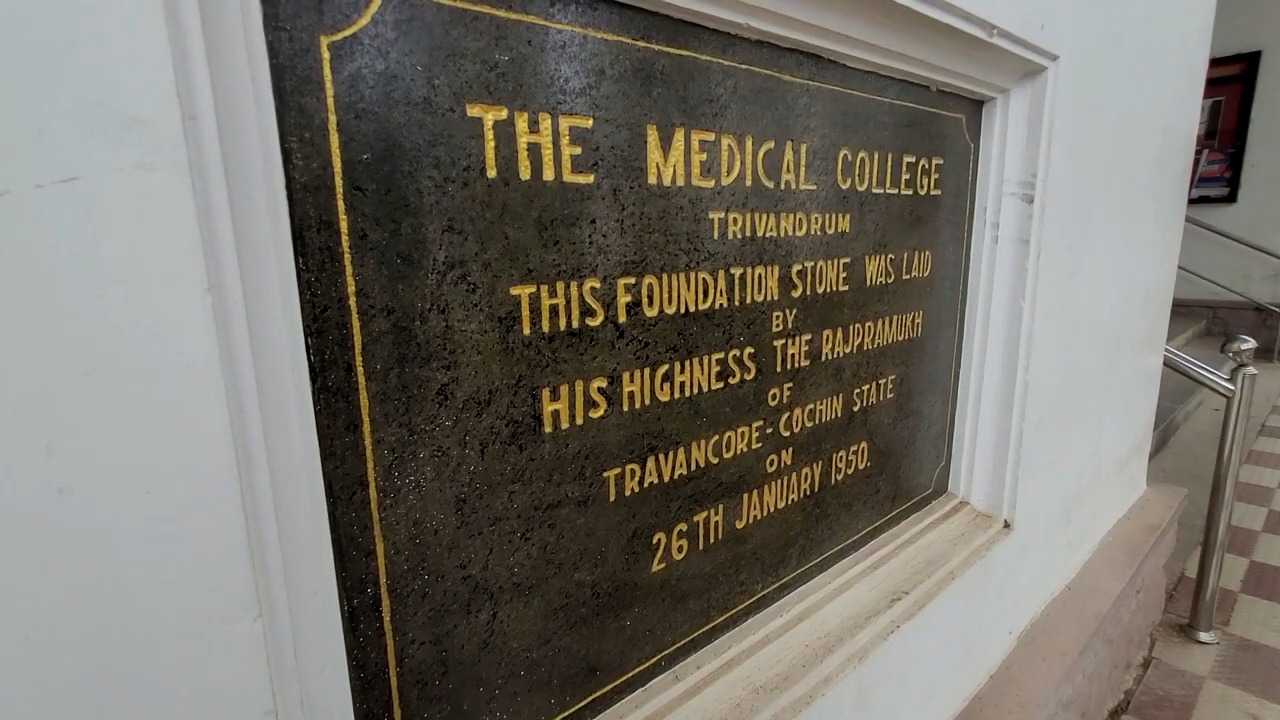 THE MEDICAL COLLEGE
TRIVANDRUM
THIS FOUNDATION STONE WAS LAID
BY
HIS HIGHNESS THE RAJPRAMUKH
OF
TRAVANCORE-COCHIN STATE
ON
26TH JANUARY 1950.